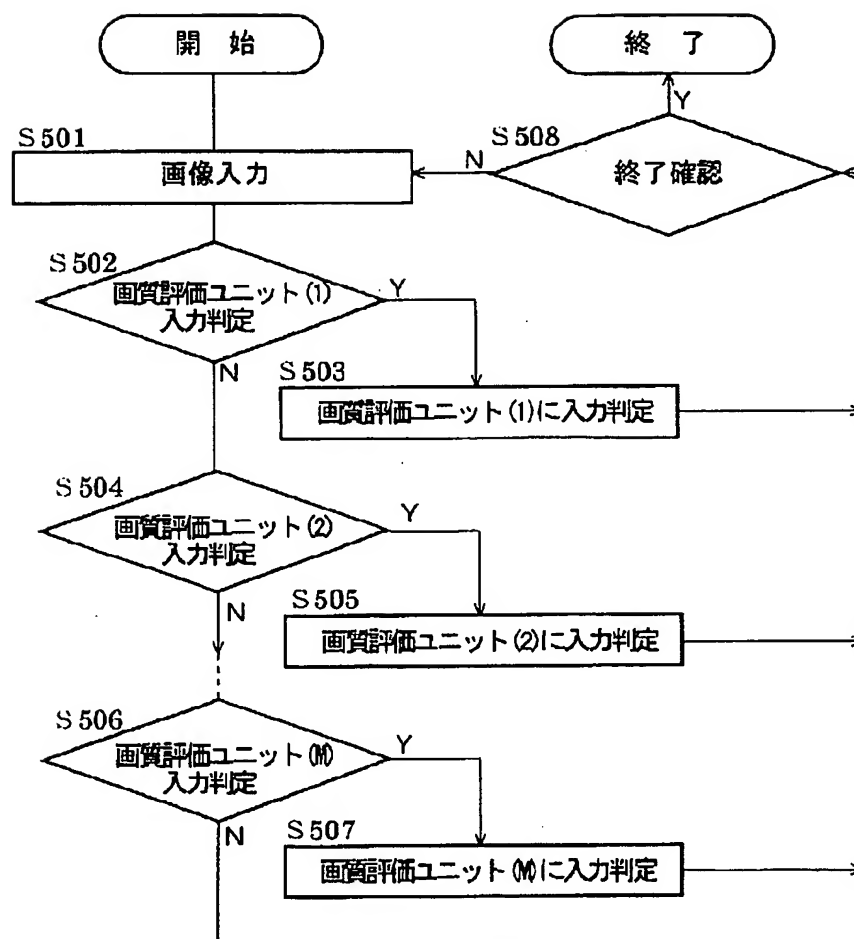 開 始
終 了
Y
S501
S508
画像入力
N
終了確認
S502
画質評価ユニット(1)
入力判定
Y
N
S503
画質評価ユニット(1)に入力判定
S504
画質評価ユニット(2)
入力判定
Y
N
S505
画質評価ユニット(2)に入力判定
S506
画質評価ユニット(M)
入力判定
Y
N
S507
画質評価ユニット(M)に入力判定